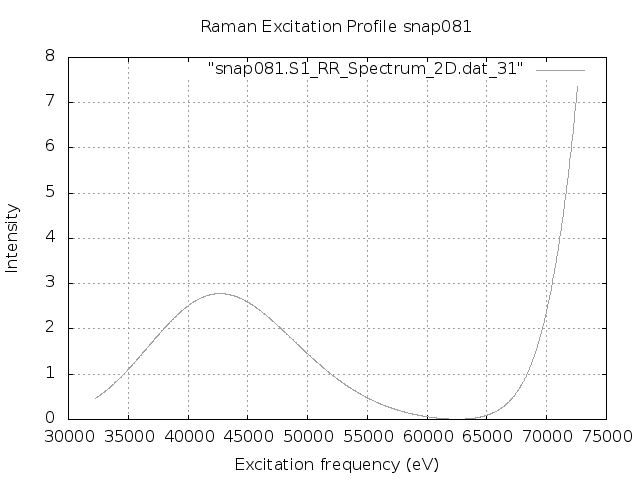 Raman Excitation Profile snap081
"snap081.S1_RR_Spectrum_2D.dat_31"
8
7
6
5
4
3
2
1
0
Intensity
30000 35000 40000 45000 50000 55000 60000 65000 70000 75000
Excitation frequency (eV)